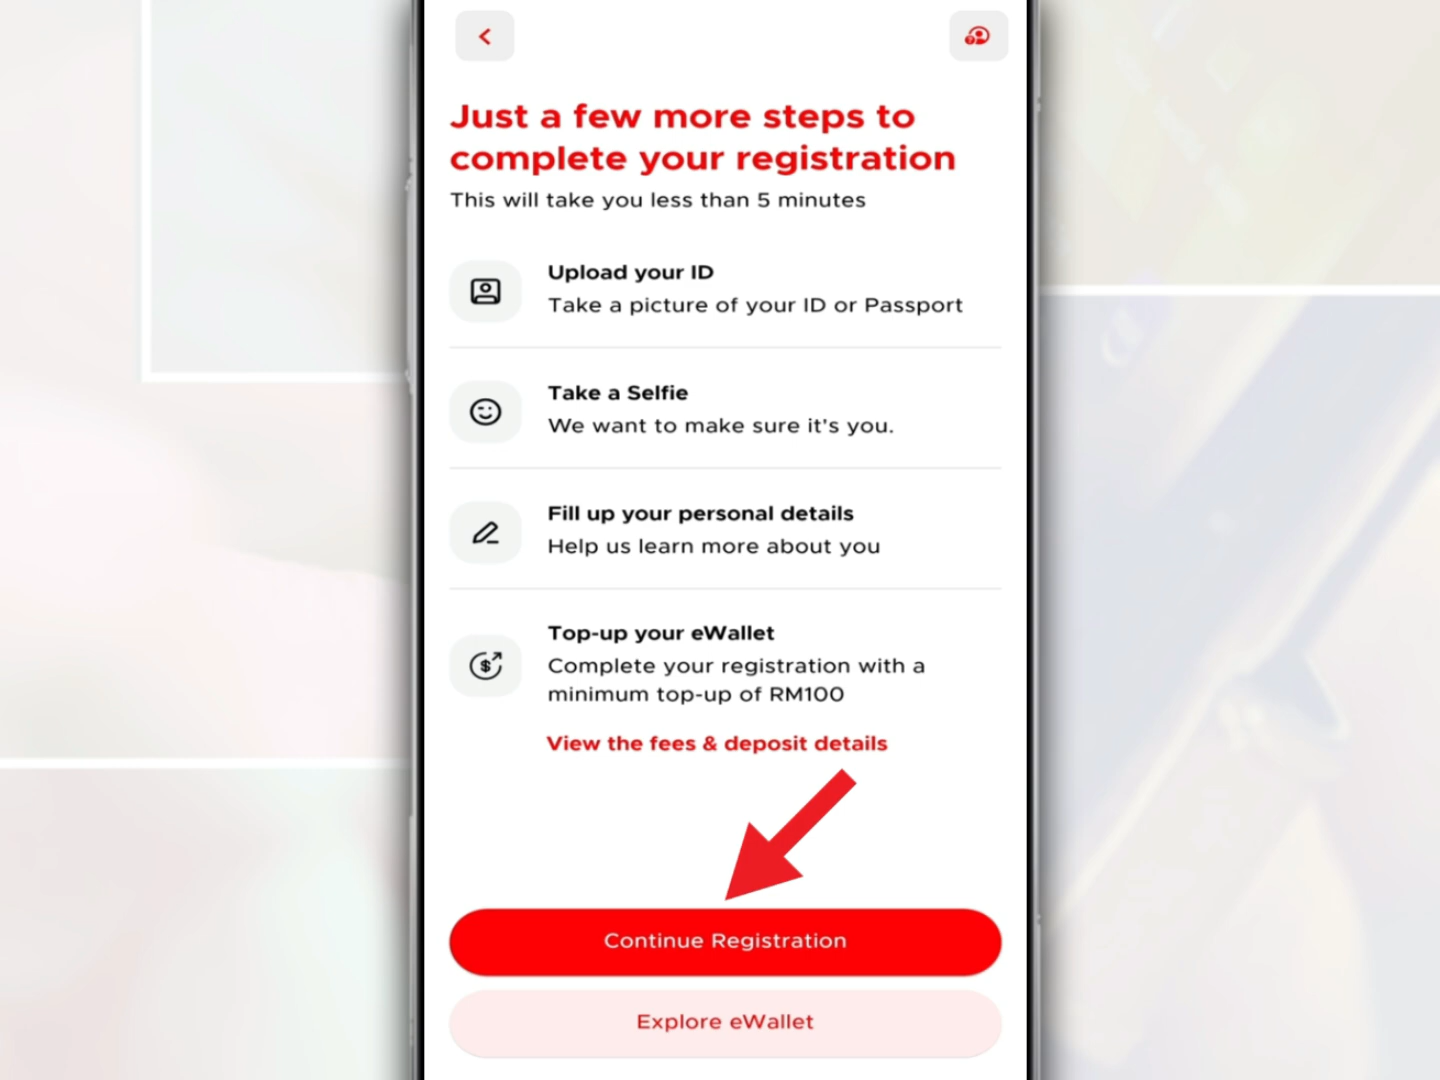 Just a few more steps to
complete your registration
This will take you less than 5 minutes
Upload your ID
Take a picture of your ID or Passport
Take a Selfie
We want to make sure it's you.
Fill up your personal details
Help us learn more about you
Top-up your eWallet
Complete your registration with a
minimum top-up of RM100
View the fees & deposit details
Continue Registration
Explore eWallet